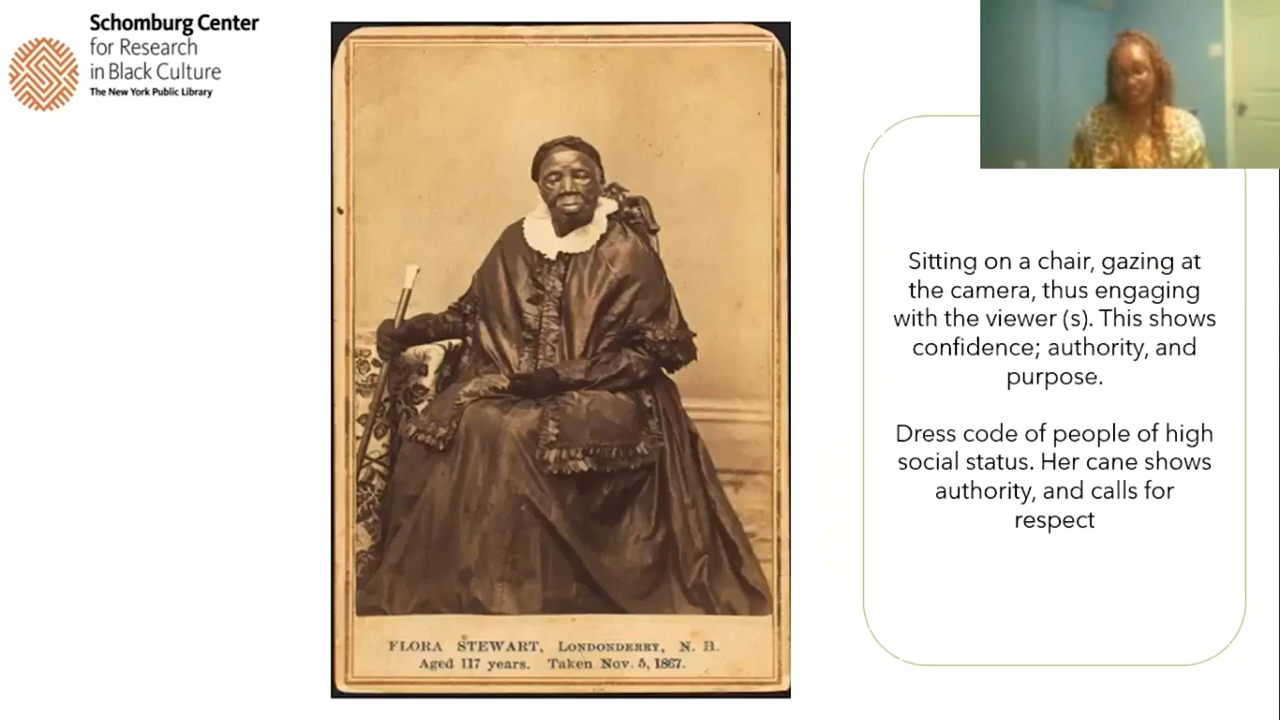 Schomburg Center
for Research
in Black Culture
The New York Public Library
FLORA STEWART, LONDONDERRY, N. H.
Aged 117 years. Taken Nov. 5, 1867.
Sitting on a chair, gazing at
the camera, thus engaging
with the viewer (s). This shows
confidence; authority, and
purpose.
Dress code of people of high
social status. Her cane shows
authority, and calls for
respect